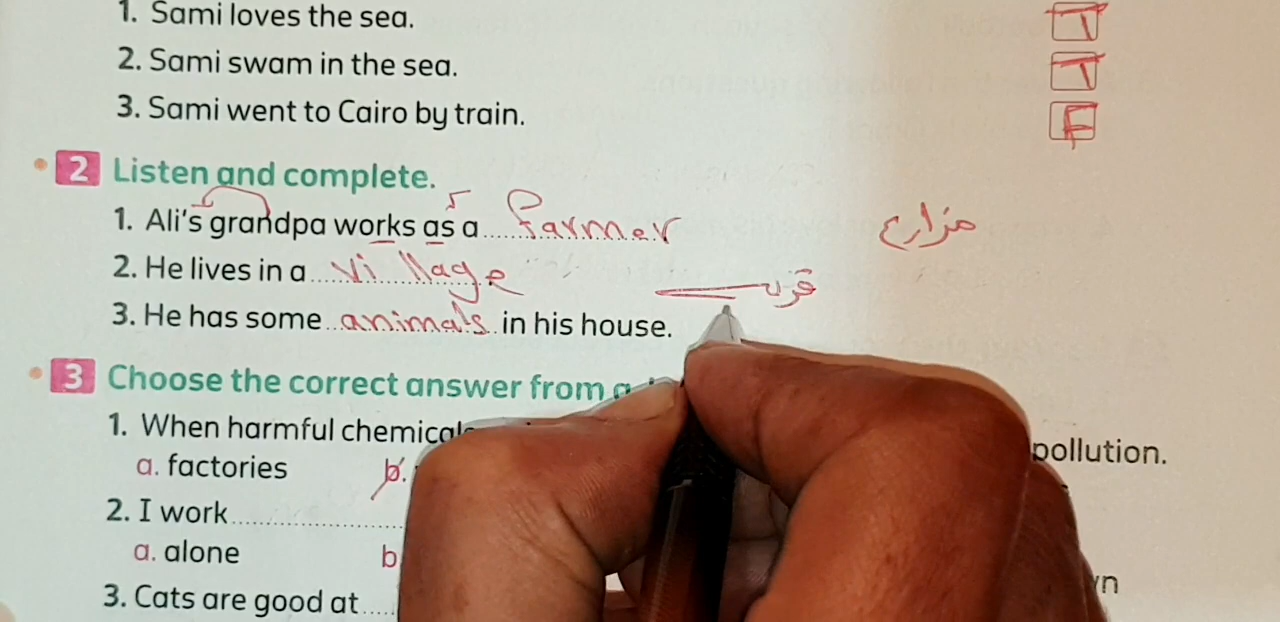 1. Sami loves the sea. T
2. Sami swam in the sea. T
3. Sami went to Cairo by train. F
2 Listen and complete.
1. Ali's grandpa works as a farmer مزارع
2. He lives in a village
3. He has some animals in his house.
3 Choose the correct answer from
1. When harmful pollution.
a. factories b.
2. I work
a. alone b
3. Cats are good at